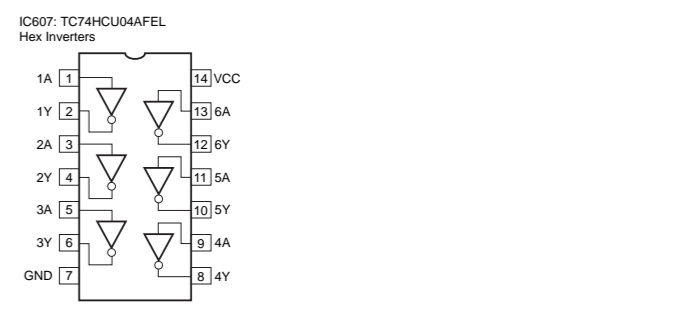 IC607: TC74HCU04AFEL
Hex Inverters
1A 1 14 VCC
1Y 2 13 6A
2A 3 12 6Y
2Y 4 11 5A
3A 5 10 5Y
3Y 6 9 4A
GND 7 8 4Y